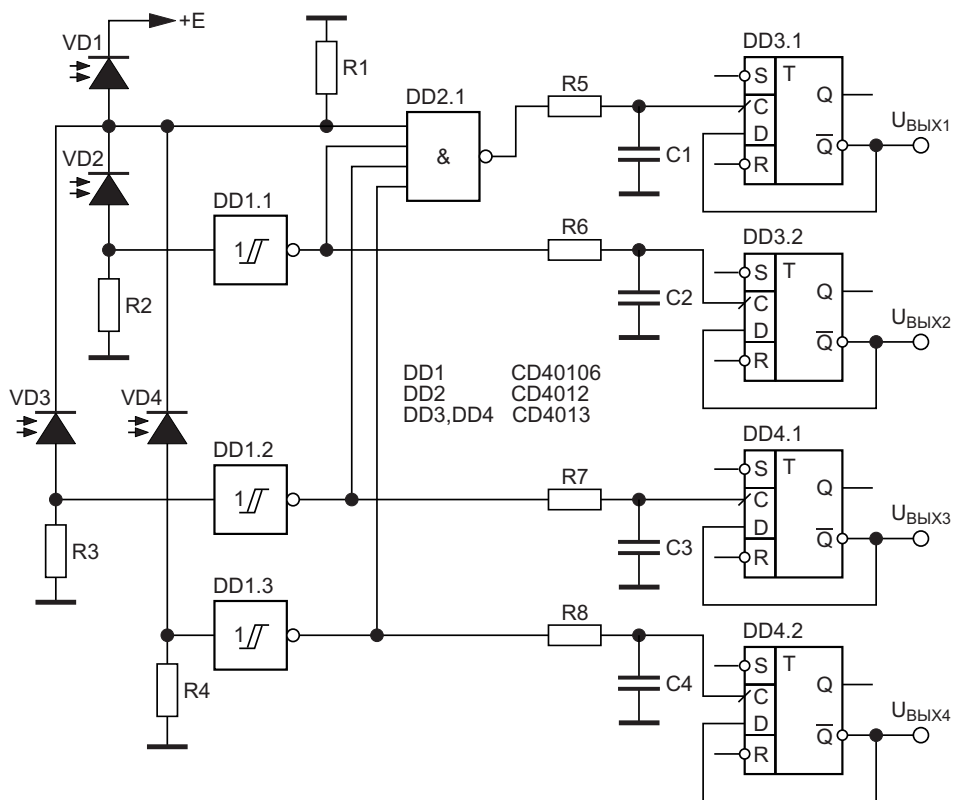 +E
VD1
R1
DD2.1
&
R5
C1
DD3.1
S T
C
D
R
Q
Q
UВЫХ1
VD2
DD1.1
1
R2
R6
C2
DD3.2
S T
C
D
R
Q
Q
UВЫХ2
DD1 CD40106
DD2 CD4012
DD3,DD4 CD4013
VD3
VD4
DD1.2
1
R3
R7
C3
DD4.1
S T
C
D
R
Q
Q
UВЫХ3
DD1.3
1
R4
R8
C4
DD4.2
S T
C
D
R
Q
Q
UВЫХ4